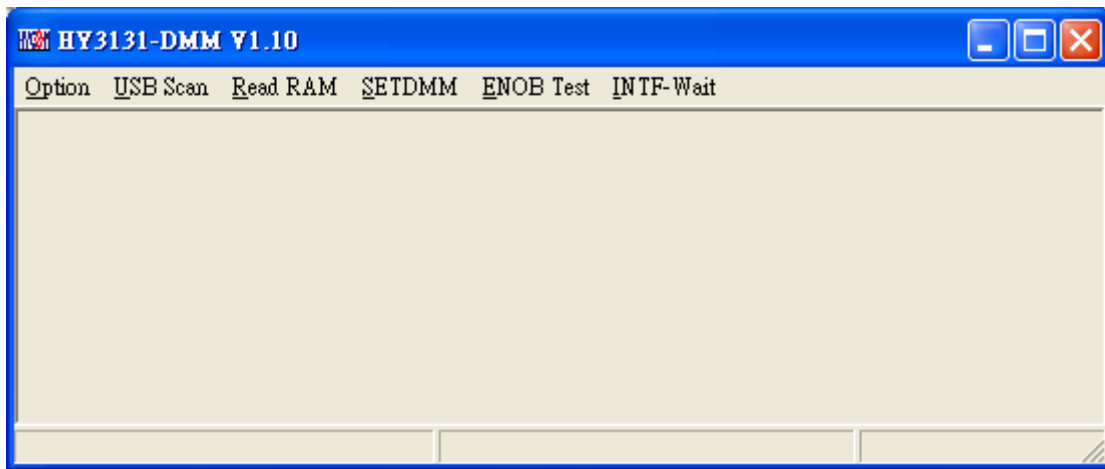 HY3131-DMM V1.10
Option USB Scan Read RAM SETDMM ENOB Test INTF-Wait